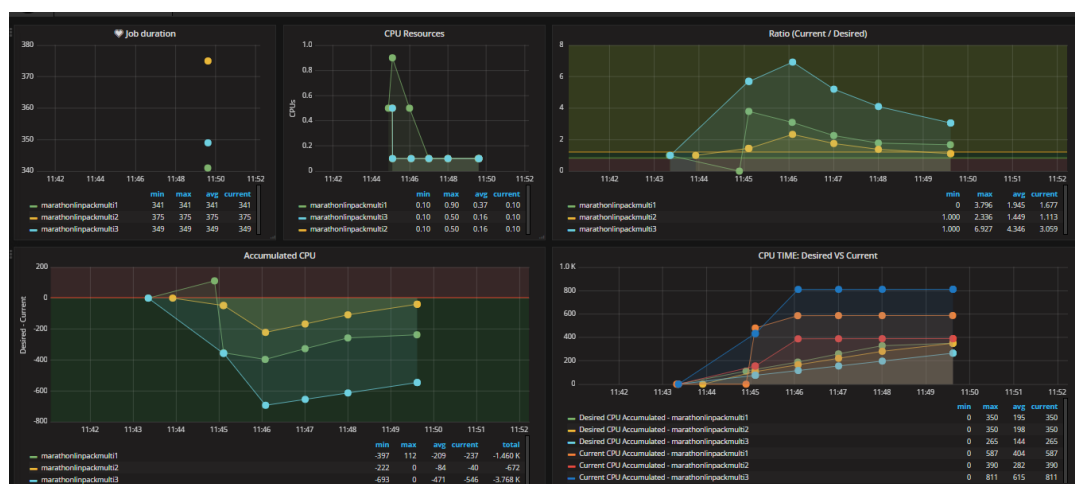 Job duration
380
370
360
350
340
11:42 11:44 11:46 11:48 11:50 11:52
min max avg current
marathonlinpackmulti1 341 341 341 341
marathonlinpackmulti2 375 375 375 375
marathonlinpackmulti3 349 349 349 349
CPU Resources
CPUs
1.0
0.8
0.6
0.4
0.2
0
11:42 11:44 11:46 11:48 11:50 11:52
min max avg current
marathonlinpackmulti1 0.10 0.90 0.37 0.10
marathonlinpackmulti3 0.10 0.50 0.16 0.10
marathonlinpackmulti2 0.10 0.50 0.16 0.10
Ratio (Current / Desired)
8
6
4
2
0
11:42 11:43 11:44 11:45 11:46 11:47 11:48 11:49 11:50 11:51 11:52
min max avg current
marathonlinpackmulti1 0 3.796 1.945 1.677
marathonlinpackmulti2 1.000 2.336 1.449 1.113
marathonlinpackmulti3 1.000 6.927 4.346 3.059
Accumulated CPU
Desired - Current
200
0
-200
-400
-600
-800
11:42 11:43 11:44 11:45 11:46 11:47 11:48 11:49 11:50 11:51 11:52
min max avg current total
marathonlinpackmulti1 -397 112 -209 -237 -1.460 K
marathonlinpackmulti2 -222 0 -84 -40 -672
marathonlinpackmulti3 -693 0 -471 -546 -3.768 K
CPU TIME: Desired VS Current
1.0 K
800
600
400
200
0
11:42 11:43 11:44 11:45 11:46 11:47 11:48 11:49 11:50 11:51 11:52
min max avg current
Desired CPU Accumulated - marathonlinpackmulti1 0 350 195 350
Desired CPU Accumulated - marathonlinpackmulti2 0 350 198 350
Desired CPU Accumulated - marathonlinpackmulti3 0 265 144 265
Current CPU Accumulated - marathonlinpackmulti1 0 587 404 587
Current CPU Accumulated - marathonlinpackmulti2 0 390 282 390
Current CPU Accumulated - marathonlinpackmulti3 0 811 615 811